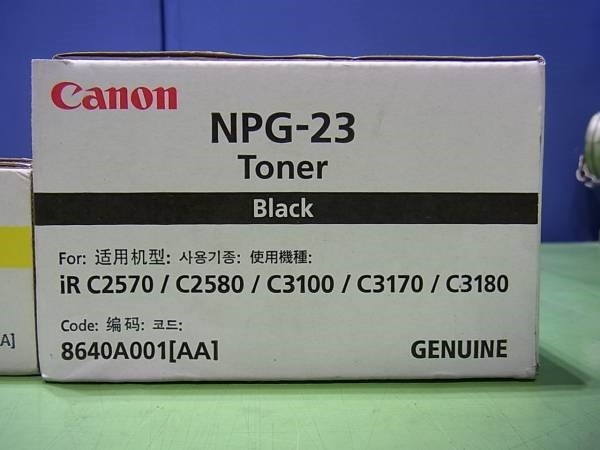 Canon
NPG-23
Toner
Black
For: 适用机型: 사용기종: 使用機種:
iR C2570 / C2580 / C3100 / C3170 / C3180
Code: 编码: 코드:
8640A001[AA]
GENUINE
A]